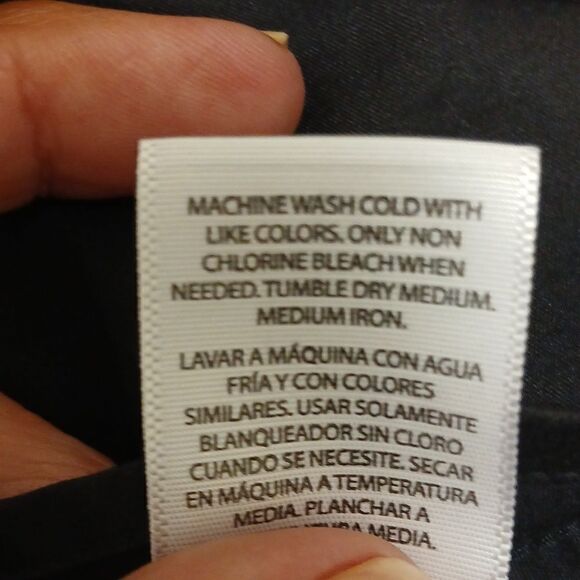 MACHINE WASH COLD WITH
LIKE COLORS. ONLY NON
CHLORINE BLEACH WHEN
NEEDED. TUMBLE DRY MEDIUM.
MEDIUM IRON.
LAVAR A MÁQUINA CON AGUA
FRÍA Y CON COLORES
SIMILARES. USAR SOLAMENTE
BLANQUEADOR SIN CLORO
CUANDO SE NECESITE. SECAR
EN MÁQUINA A TEMPERATURA
MEDIA. PLANCHAR A
MEDIA.